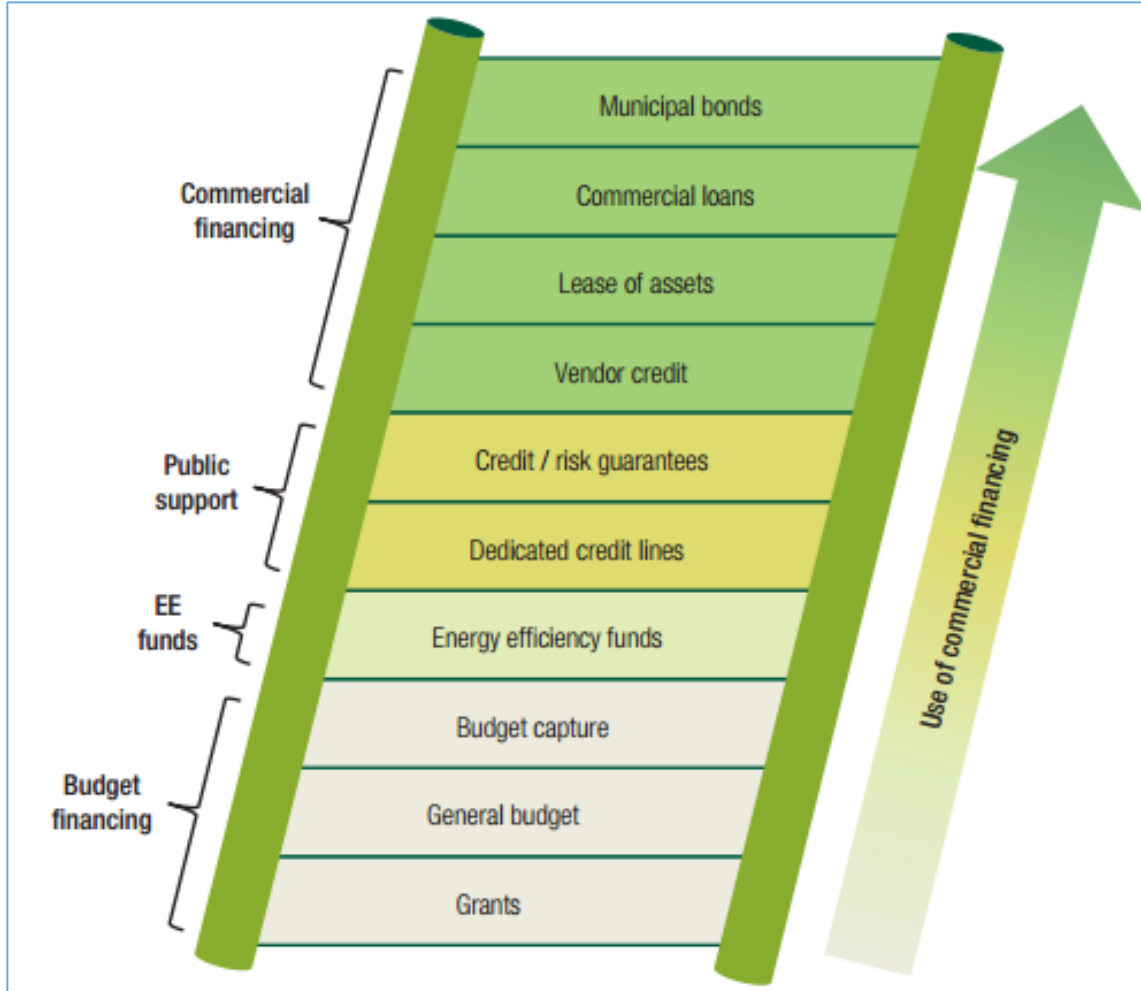 Municipal bonds
Commercial loans
Lease of assets
Vendor credit
Credit / risk guarantees
Dedicated credit lines
Energy efficiency funds
Budget capture
General budget
Grants
Commercial
financing
Public
support
EE
funds
Budget
financing
Use of commercial financing